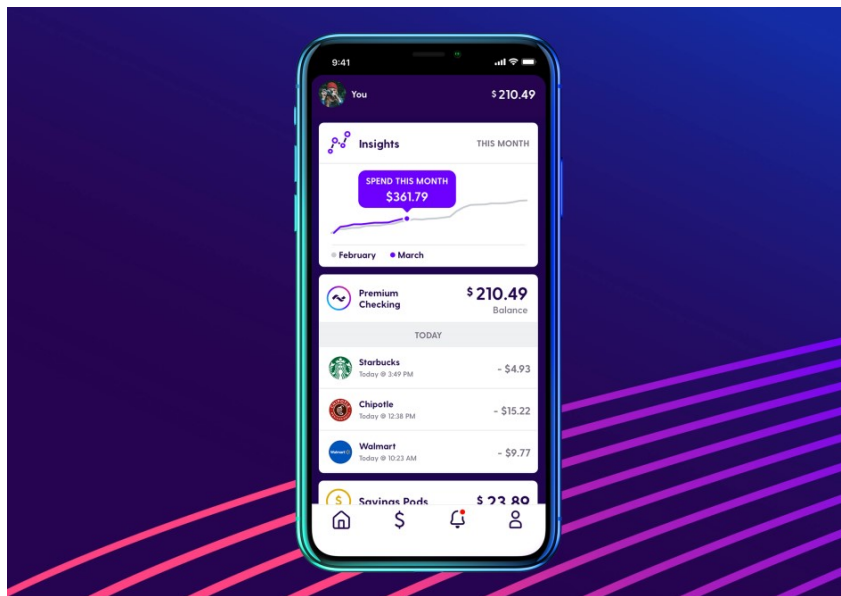 9:41
You
$ 210.49
Insights
THIS MONTH
SPEND THIS MONTH
$361.79
February
March
Premium
Checking
$ 210.49
Balance
TODAY
Starbucks
Today @ 3:49 PM
- $4.93
Chipotle
Today @ 12:38 PM
- $15.22
Walmart
Walmart
Today @ 10:23 AM
- $9.77
$
Savings Pods
$ 23.89
$